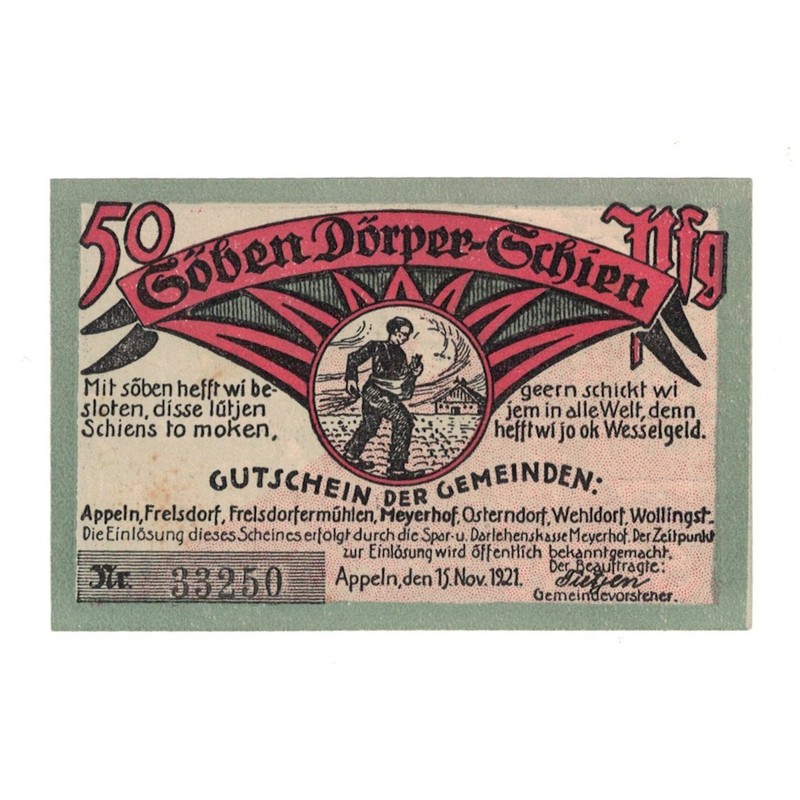 50 Pfg
Söben Dörper-Schien
Mit söben hefft wi be-
sloten, disse lütjen
Schiens to moken,
geern schickt wi
jem in alle Welt, denn
hefft wi jo ok Wesselgeld.
GUTSCHEIN DER GEMEINDEN:
Appeln, Frelsdorf, Frelsdorfermühlen, Meyerhof, Osterndorf, Wehldorf, Wollingst.
Die Einlösung dieses Scheines erfolgt durch die Spar- u. Darlehenskasse Meyerhof. Der Zeitpunkt
zur Einlösung wird öffentlich bekanntgemacht.
Nr. 33250
Appeln, den 15. Nov. 1921.
Der Beauftragte:
Gemeindevorstener.